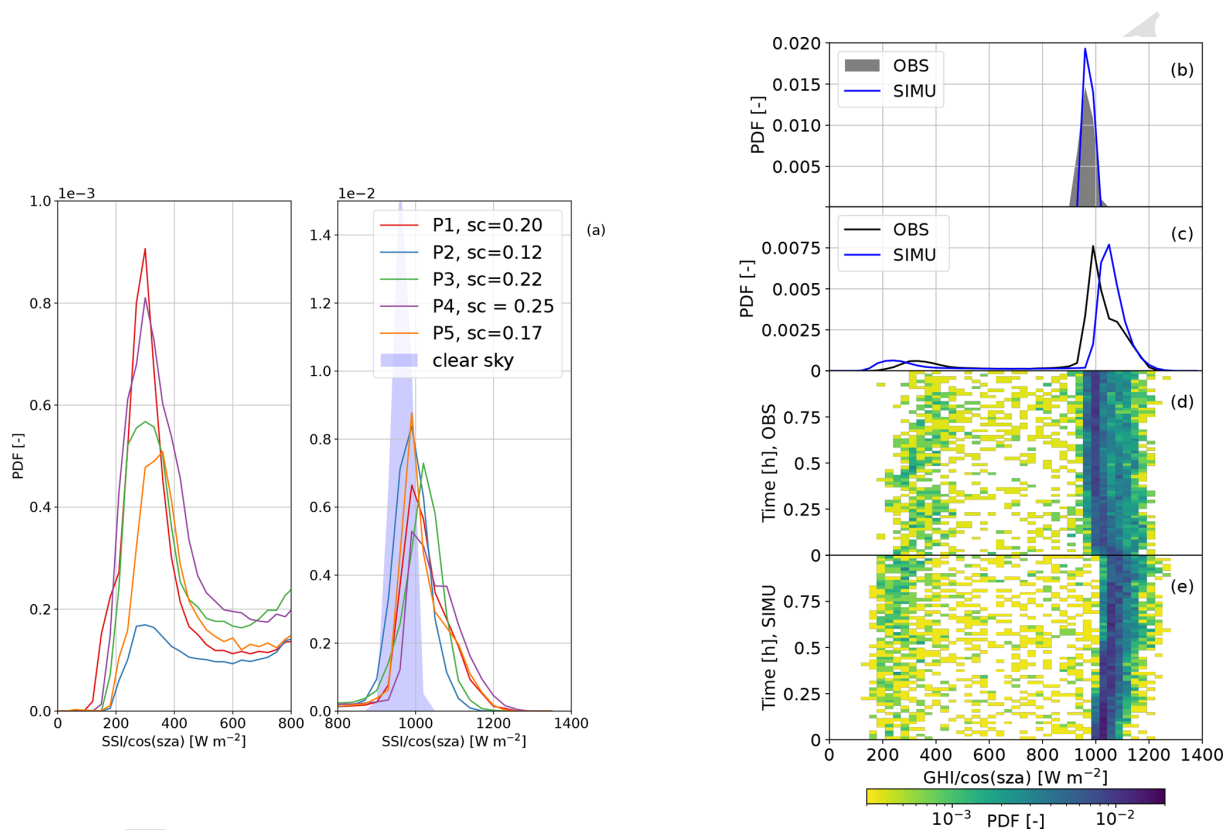 1e−3
1.0
0.8
0.6
0.4
0.2
0.0
PDF [-]
0 200 400 600 800
SSI/cos(sza) [W m⁻²]
1e−2
1.4
1.2
1.0
0.8
0.6
0.4
0.2
0.0
P1, sc=0.20
P2, sc=0.12
P3, sc=0.22
P4, sc = 0.25
P5, sc=0.17
clear sky
(a)
800 1000 1200 1400
SSI/cos(sza) [W m⁻²]
0.020
0.015
0.010
0.005
PDF [-]
OBS
SIMU
(b)
0.0075
0.005
0.0025
0
PDF [-]
OBS
SIMU
(c)
0.75
0.5
0.25
0
Time [h], OBS
(d)
0.75
0.5
0.25
0
Time [h], SIMU
(e)
0 200 400 600 800 1000 1200 1400
GHI/cos(sza) [W m⁻²]
10⁻³ PDF [-] 10⁻²